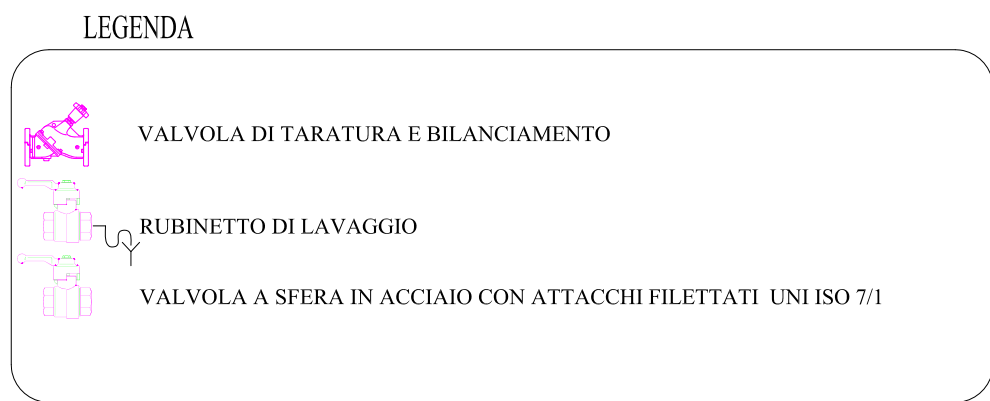 LEGENDA
VALVOLA DI TARATURA E BILANCIAMENTO
RUBINETTO DI LAVAGGIO
VALVOLA A SFERA IN ACCIAIO CON ATTACCHI FILETTATI UNI ISO 7/1